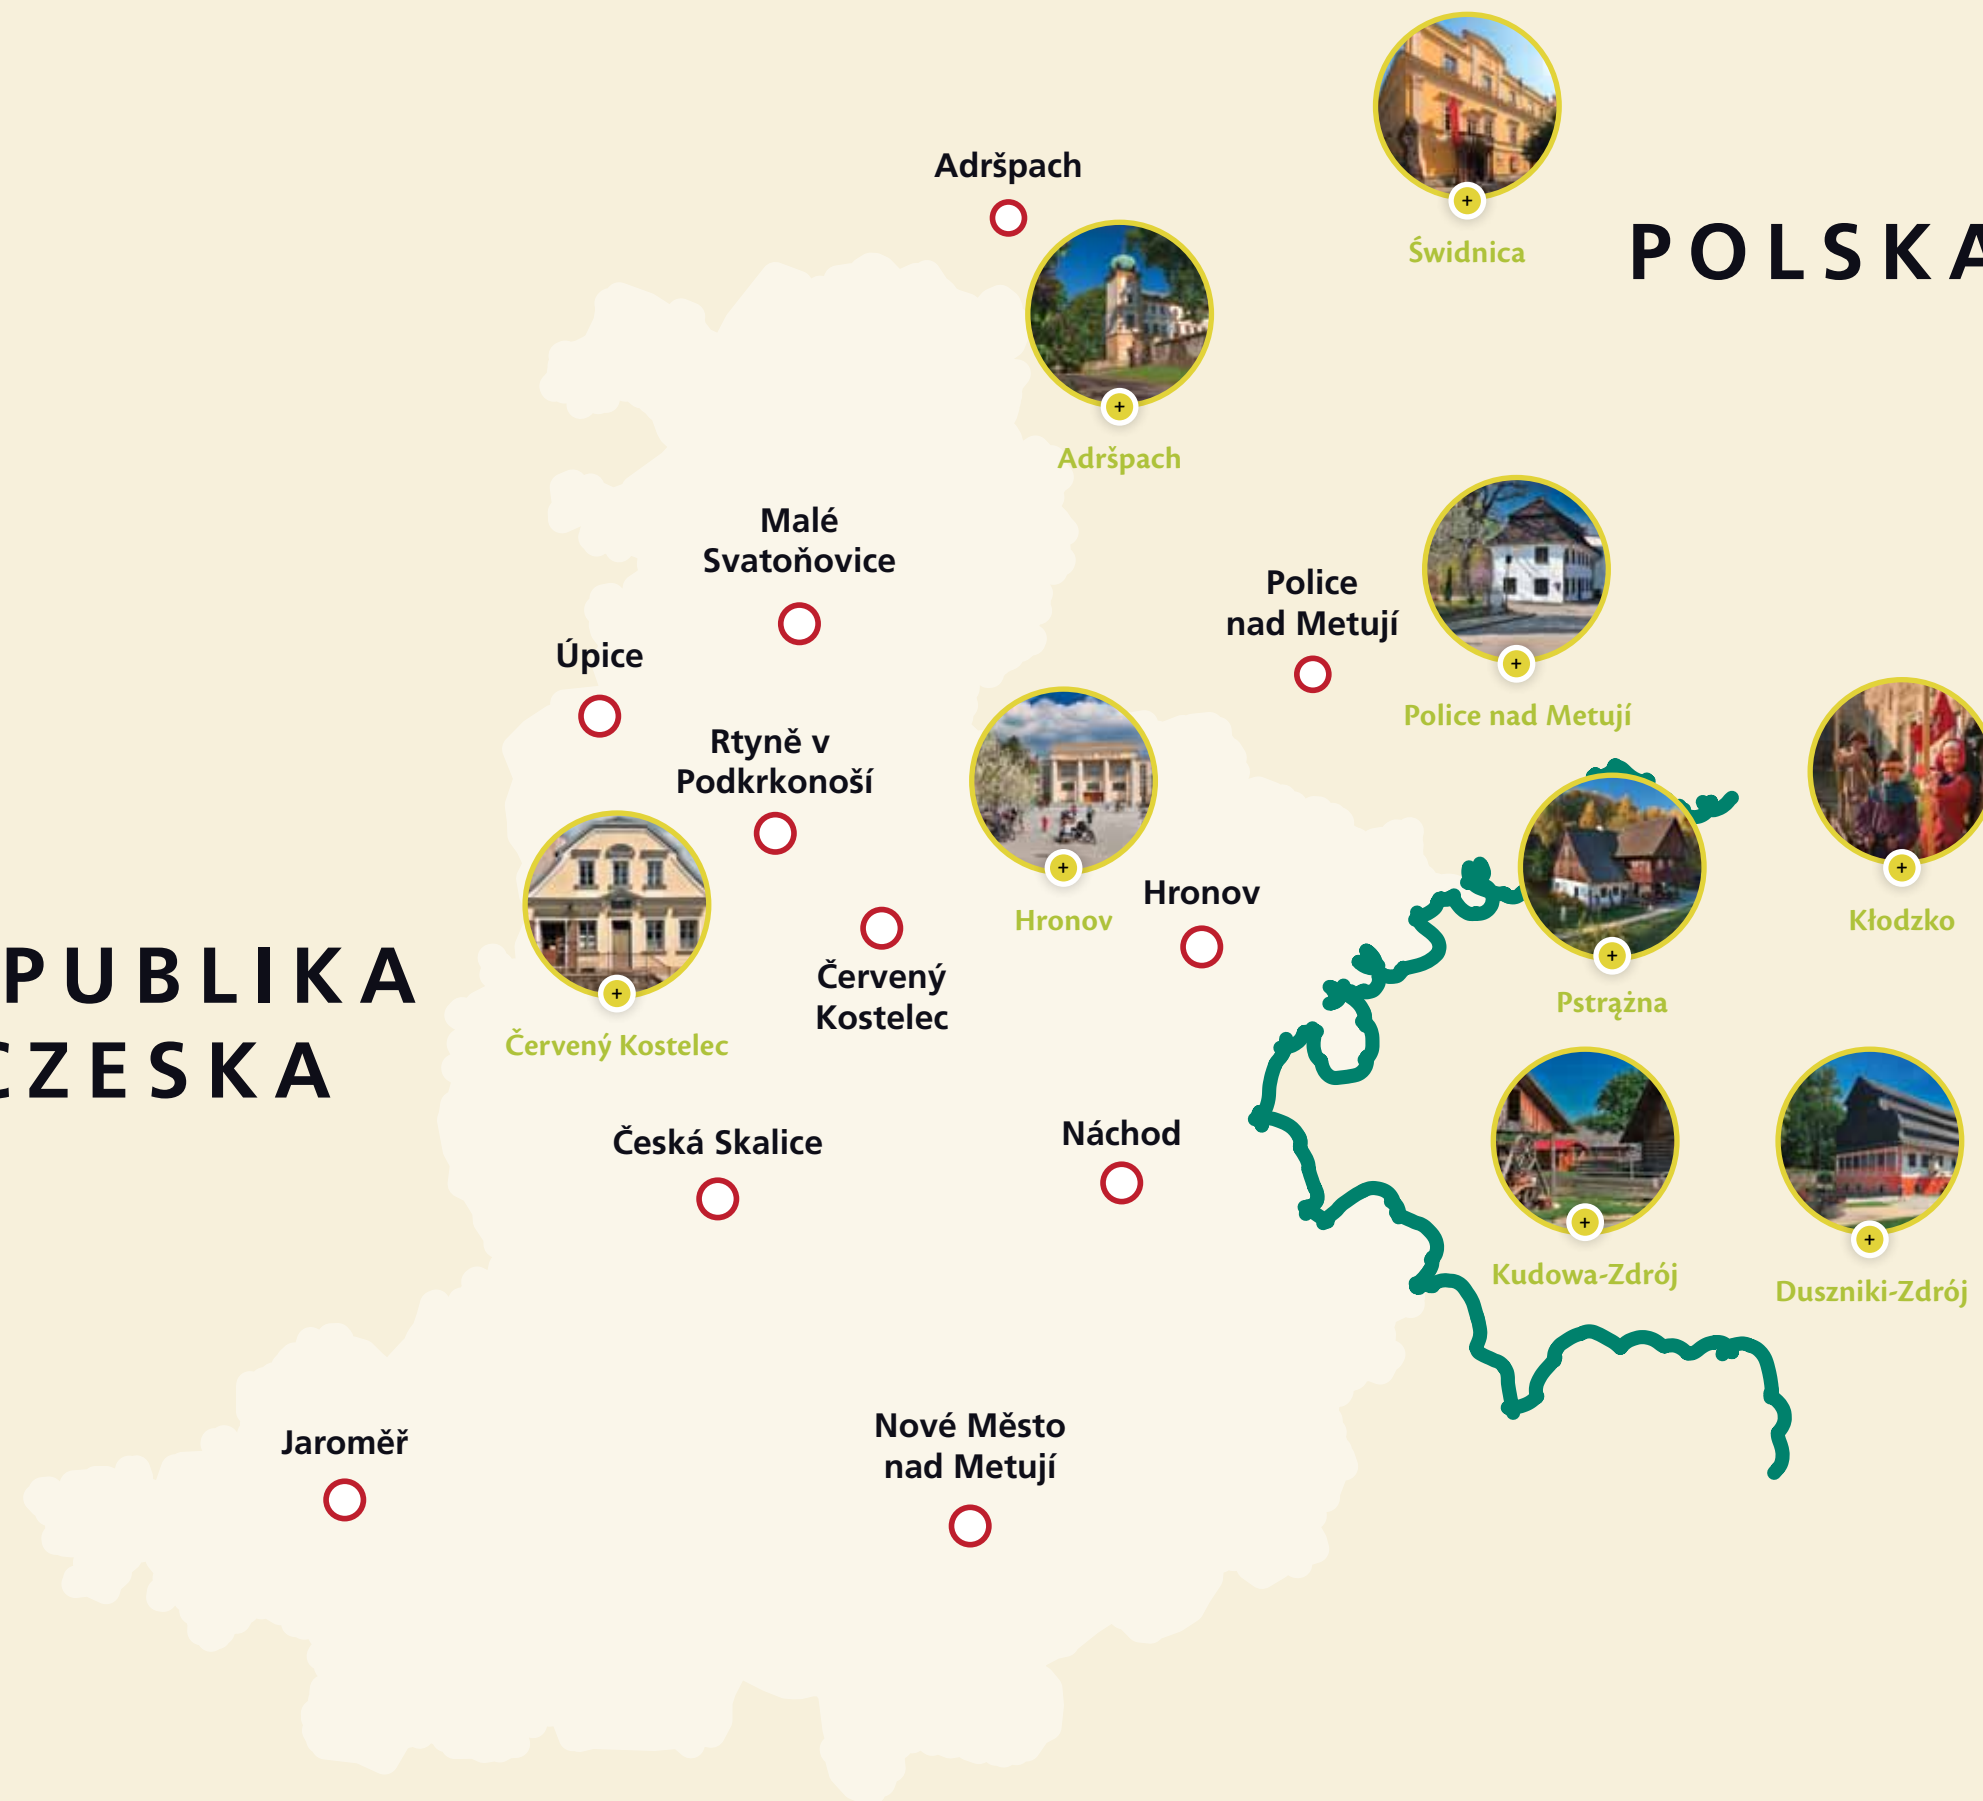 Adršpach
Świdnica
POLSKA
Adršpach
Malé
Svatoňovice
Police
nad Metují
Úpice
Police nad Metují
Rtyně v
Podkrkonoší
Hronov
Hronov
Kłodzko
Červený
Kostelec
PUBLIKA
CZESKA
Pstrążna
Červený Kostelec
Česká Skalice
Náchod
Kudowa-Zdrój
Duszniki-Zdrój
Jaroměř
Nové Město
nad Metují